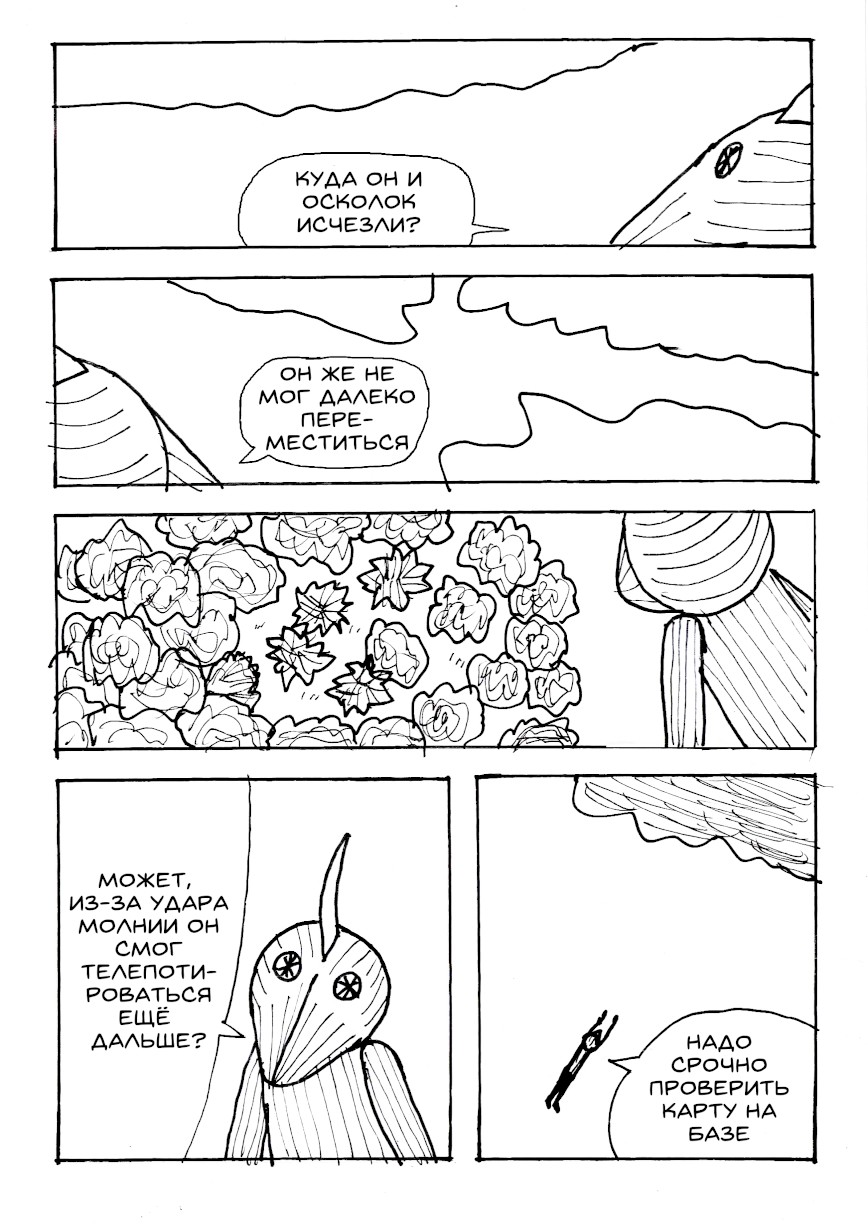 КУДА ОН И
ОСКОЛОК
ИСЧЕЗЛИ?
ОН ЖЕ НЕ
МОГ ДАЛЕКО
ПЕРЕ-
МЕСТИТЬСЯ
МОЖЕТ,
ИЗ-ЗА УДАРА
МОЛНИИ ОН
СМОГ
ТЕЛЕПОТИ-
РОВАТЬСЯ
ЕЩЁ
ДАЛЬШЕ?
НАДО
СРОЧНО
ПРОВЕРИТЬ
КАРТУ НА
БАЗЕ